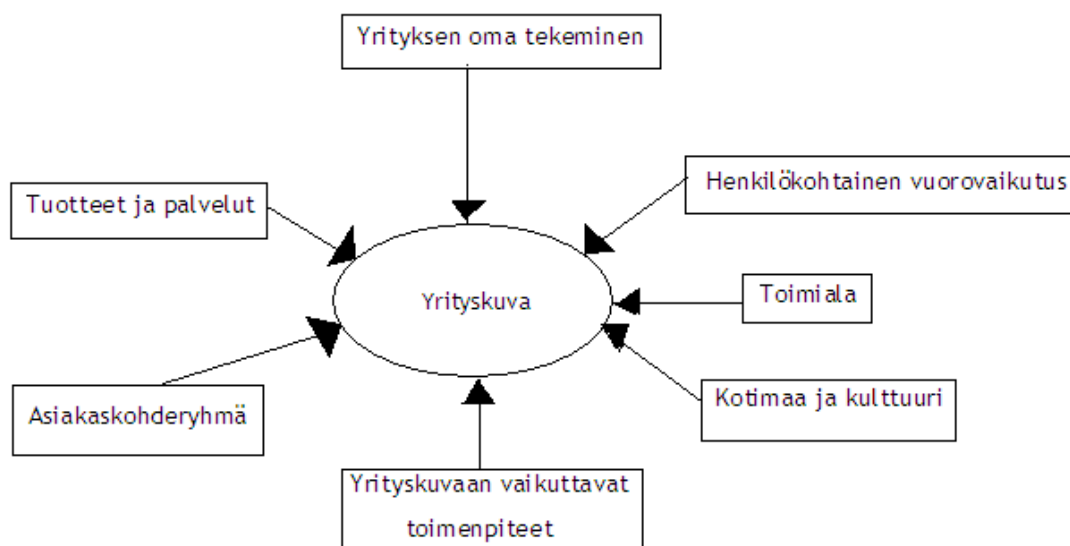 Yrityksen oma tekeminen
Henkilökohtainen vuorovaikutus
Tuotteet ja palvelut
Yrityskuva
Toimiala
Asiakaskohderyhmä
Kotimaa ja kulttuuri
Yrityskuvaan vaikuttavat
toimenpiteet